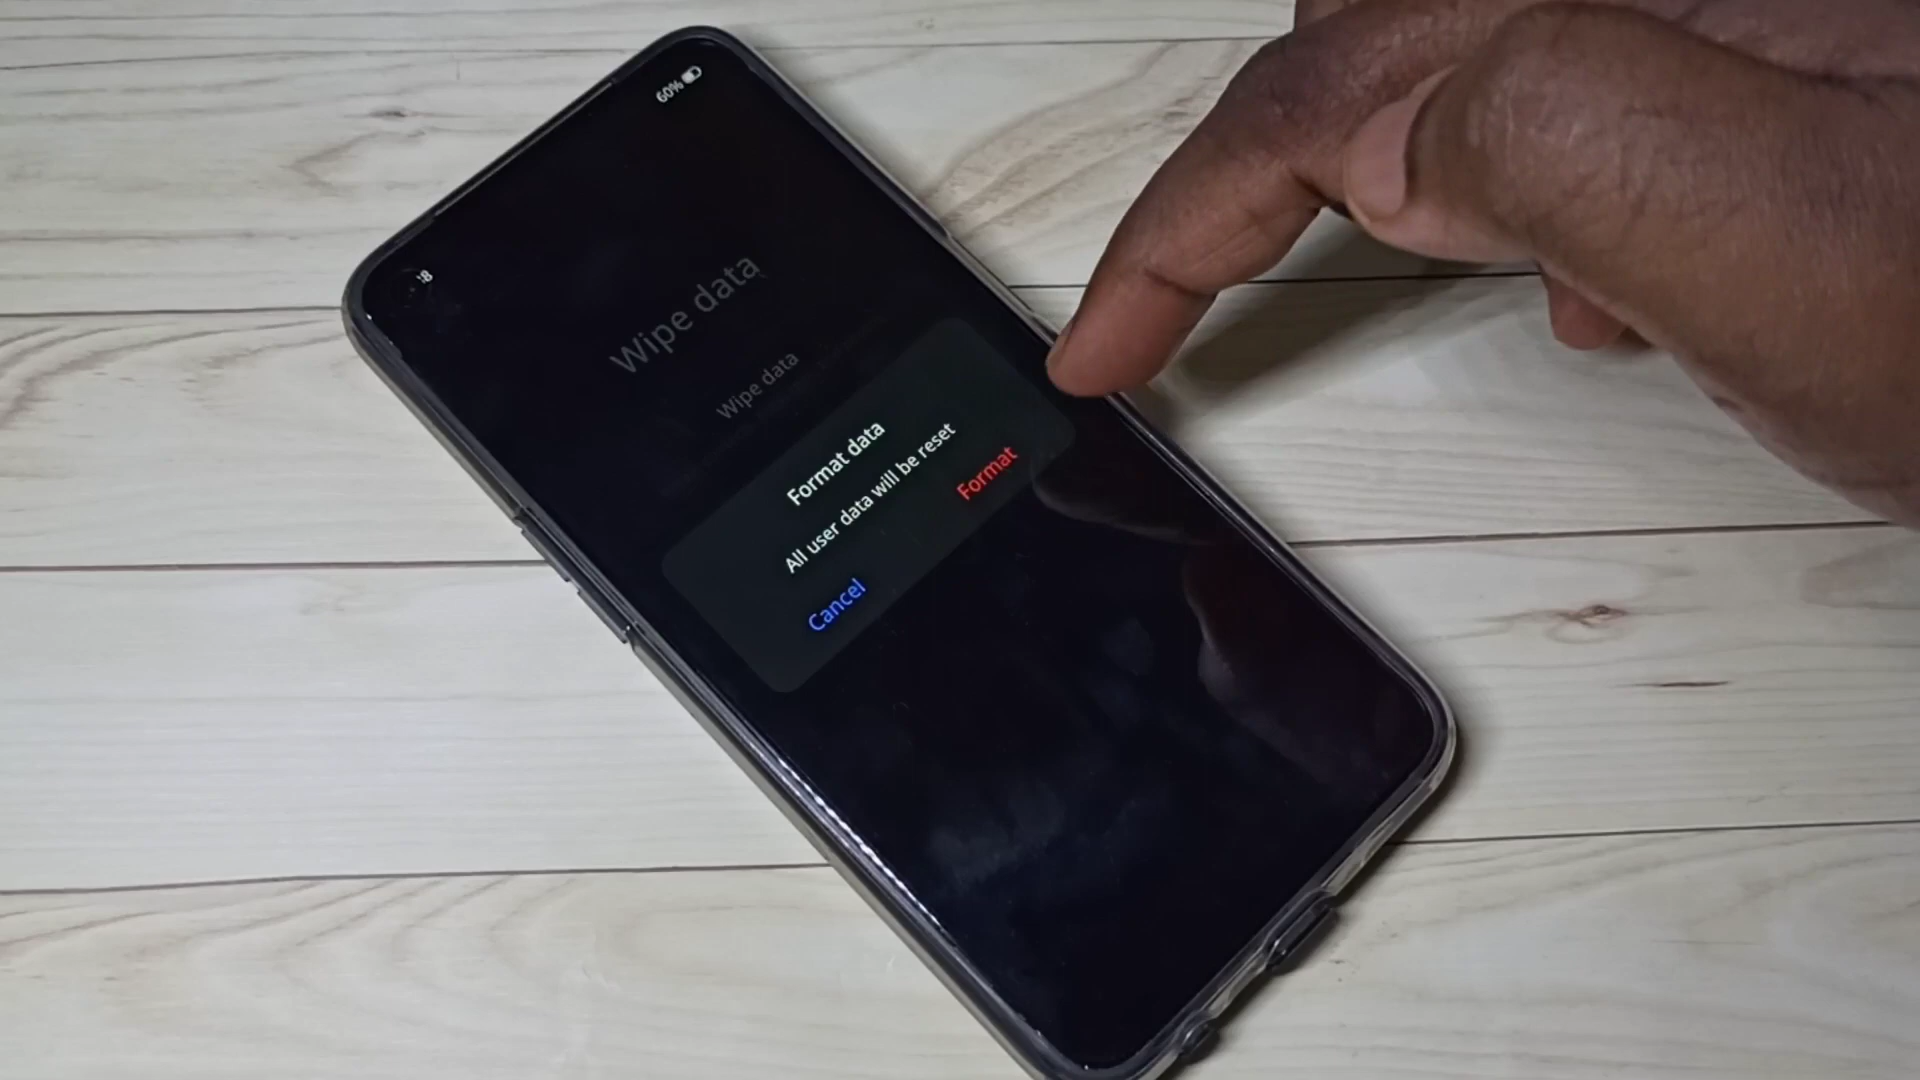 60%
Wipe data
Wipe data
Format data
All user data will be reset
Cancel
Format